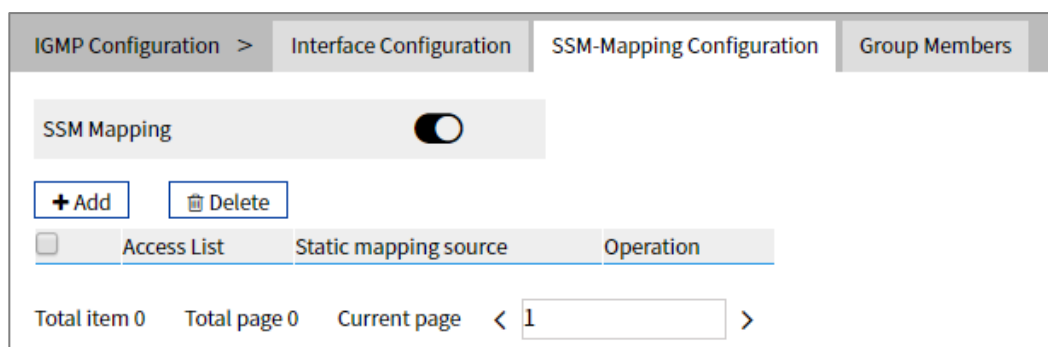 IGMP Configuration > Interface Configuration SSM-Mapping Configuration Group Members
SSM Mapping
+ Add Delete
Access List Static mapping source Operation
Total item 0 Total page 0 Current page < 1 >